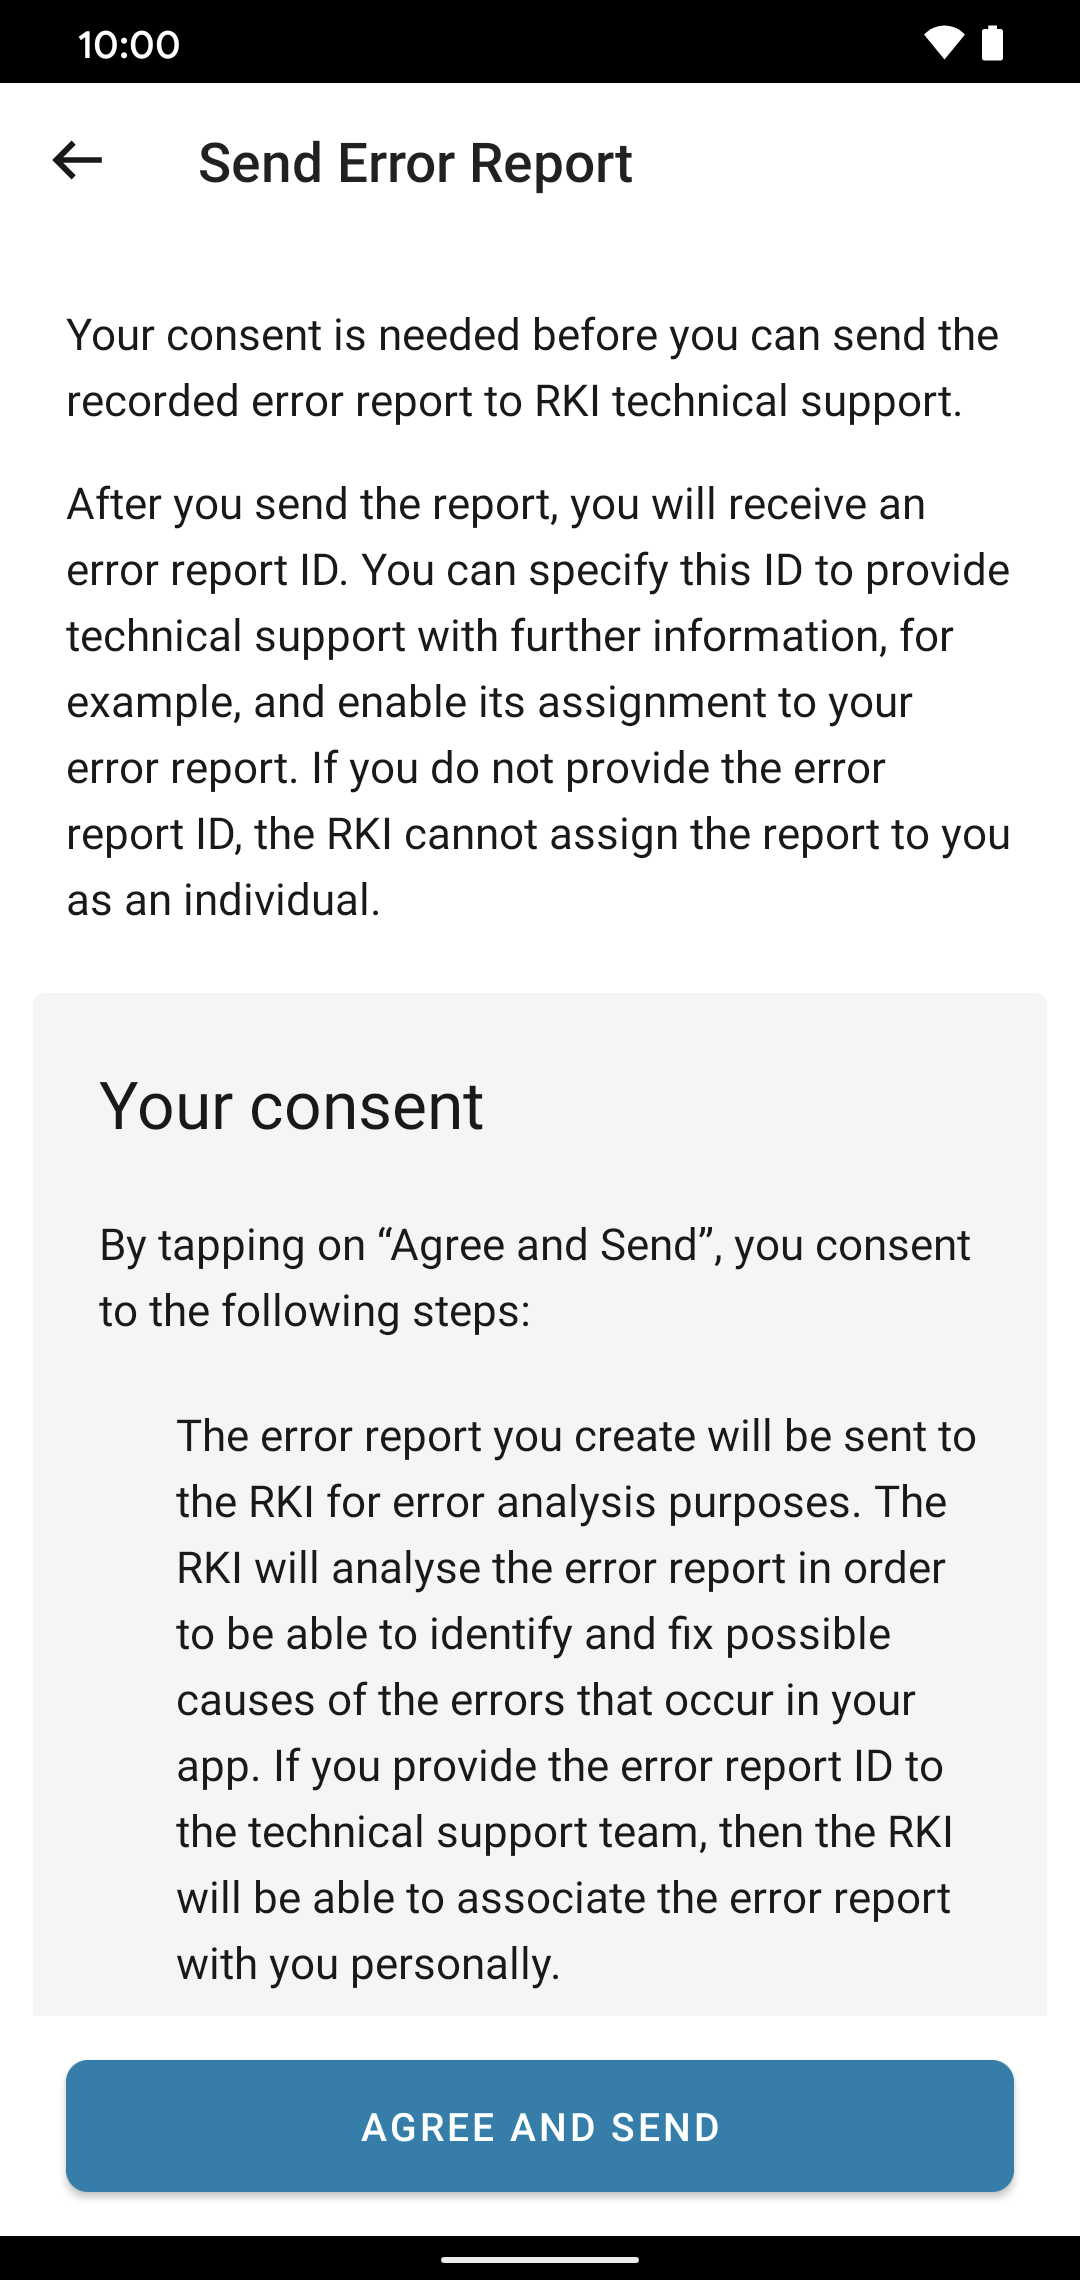 10:00
Send Error Report
Your consent is needed before you can send the
recorded error report to RKI technical support.
After you send the report, you will receive an
error report ID. You can specify this ID to provide
technical support with further information, for
example, and enable its assignment to your
error report. If you do not provide the error
report ID, the RKI cannot assign the report to you
as an individual.
Your consent
By tapping on “Agree and Send”, you consent
to the following steps:
The error report you create will be sent to
the RKI for error analysis purposes. The
RKI will analyse the error report in order
to be able to identify and fix possible
causes of the errors that occur in your
app. If you provide the error report ID to
the technical support team, then the RKI
will be able to associate the error report
with you personally.
AGREE AND SEND